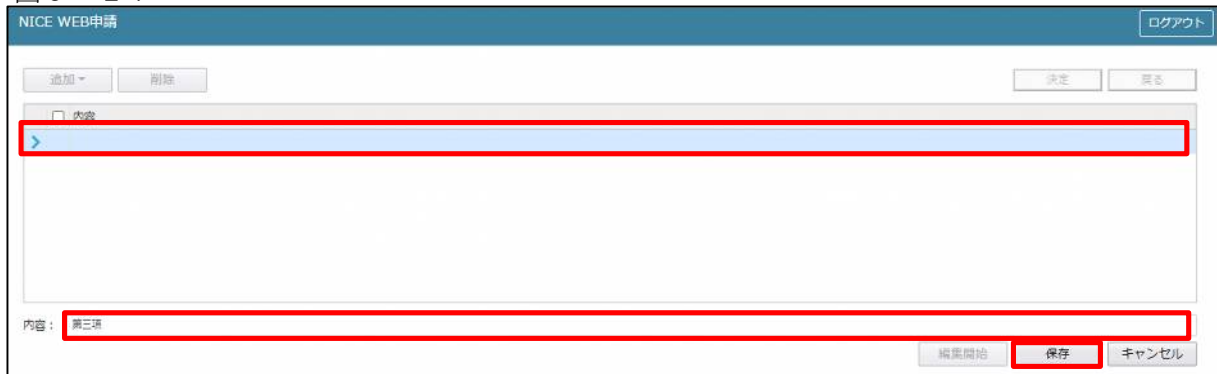 NICE WEB申請
ログアウト
追加
削除
決定
戻る
内容
内容：
第三項
編集開始
保存
キャンセル